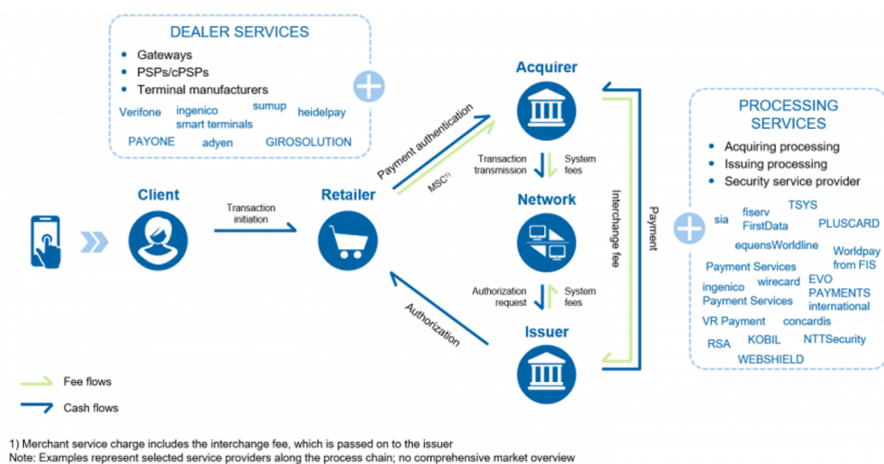 DEALER SERVICES
Gateways
PSPs/cPSPs
Terminal manufacturers
Verifone
ingenico
smart terminals
sumup
heidelpay
PAYONE
adyen
GIROSOLUTION
Client
Transaction
initiation
Retailer
Payment authentication
MSC¹⁾
Acquirer
Transaction
transmission
System
fees
Network
Authorization
request
System
fees
Issuer
Authorization
Interchange fee
Payment
PROCESSING
SERVICES
Acquiring processing
Issuing processing
Security service provider
sia
fiserv
FirstData
TSYS
PLUSCARD
equensWorldline
Worldpay
from FIS
Payment Services
ingenico
Payment Services
wirecard
EVO
PAYMENTS
international
VR Payment
concardis
RSA
KOBIL
NTTSecurity
WEBSHIELD
Fee flows
Cash flows
1) Merchant service charge includes the interchange fee, which is passed on to the issuer
Note: Examples represent selected service providers along the process chain; no comprehensive market overview